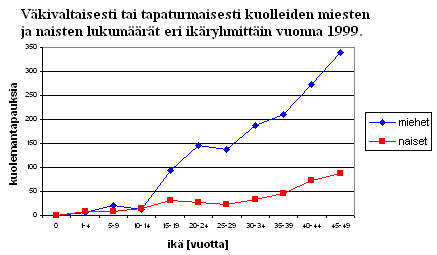 Väkivaltaisesti tai tapaturmaisesti kuolleiden miesten
ja naisten lukumäärät eri ikäryhmittäin vuonna 1999.
kuolemantapauksia
350
300
250
200
150
100
50
0
0 1-4 5-9 10-14 15-19 20-24 25-29 30-34 35-39 40-44 45-49
ikä [vuotta]
miehet
naiset